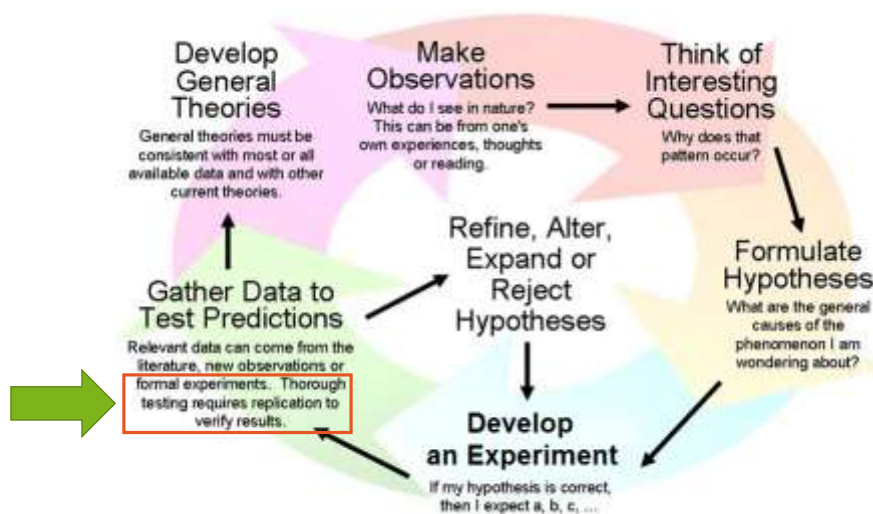 Develop
General
Theories
General theories must be
consistent with most or all
available data and with other
current theories.
Make
Observations
What do I see in nature?
This can be from one's
own experiences, thoughts
or reading.
Think of
Interesting
Questions
Why does that
pattern occur?
Formulate
Hypotheses
What are the general
causes of the
phenomenon I am
wondering about?
Refine, Alter,
Expand or
Reject
Hypotheses
Gather Data to
Test Predictions
Relevant data can come from the
literature, new observations or
formal experiments. Thorough
testing requires replication to
verify results.
Develop
an Experiment
If my hypothesis is correct,
then I expect a, b, c, ...